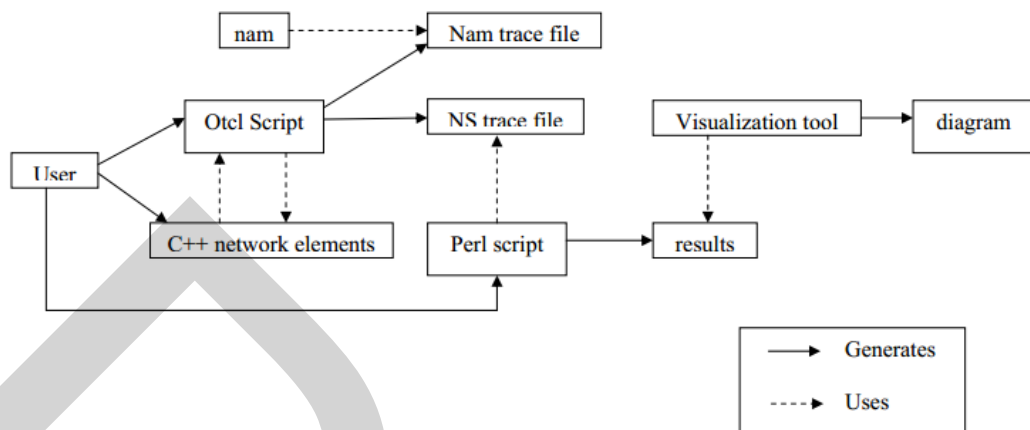 nam
Nam trace file
Otcl Script
NS trace file
Visualization tool
diagram
User
C++ network elements
Perl script
results
Generates
Uses